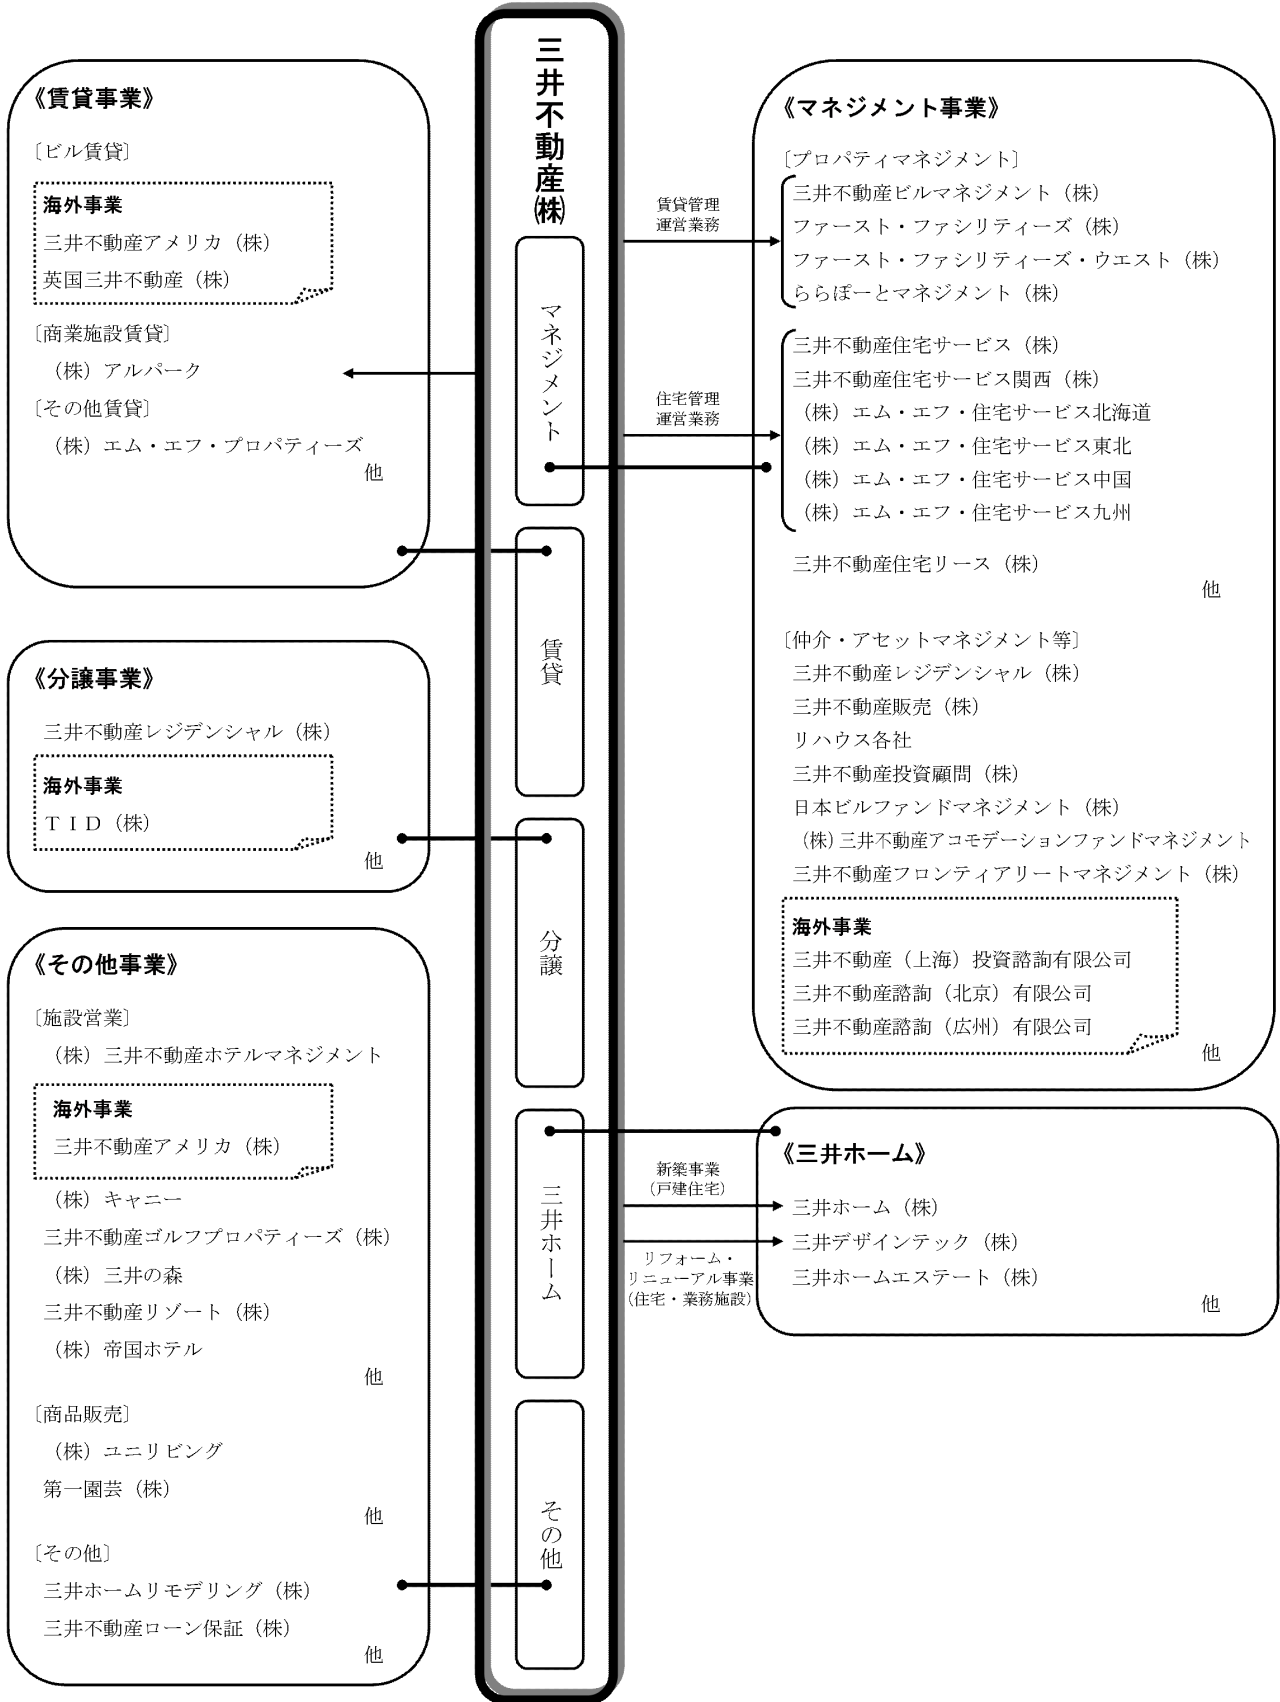 三井不動産㈱
マネジメント
賃貸
分譲
三井ホーム
その他
《賃貸事業》
〔ビル賃貸〕
海外事業
三井不動産アメリカ（株）
英国三井不動産（株）
〔商業施設賃貸〕
（株）アルパーク
〔その他賃貸〕
（株）エム・エフ・プロパティーズ
他
《分譲事業》
三井不動産レジデンシャル（株）
海外事業
ＴＩＤ（株）
他
《その他事業》
〔施設営業〕
（株）三井不動産ホテルマネジメント
海外事業
三井不動産アメリカ（株）
（株）キャニー
三井不動産ゴルフプロパティーズ（株）
（株）三井の森
三井不動産リゾート（株）
（株）帝国ホテル
他
〔商品販売〕
（株）ユニリビング
第一園芸（株）
他
〔その他〕
三井ホームリモデリング（株）
三井不動産ローン保証（株）
他
賃貸管理
運営業務
住宅管理
運営業務
《マネジメント事業》
〔プロパティマネジメント〕
三井不動産ビルマネジメント（株）
ファースト・ファシリティーズ（株）
ファースト・ファシリティーズ・ウエスト（株）
ららぽーとマネジメント（株）
三井不動産住宅サービス（株）
三井不動産住宅サービス関西（株）
（株）エム・エフ・住宅サービス北海道
（株）エム・エフ・住宅サービス東北
（株）エム・エフ・住宅サービス中国
（株）エム・エフ・住宅サービス九州
三井不動産住宅リース（株）
他
〔仲介・アセットマネジメント等〕
三井不動産レジデンシャル（株）
三井不動産販売（株）
リハウス各社
三井不動産投資顧問（株）
日本ビルファンドマネジメント（株）
（株）三井不動産アコモデーションファンドマネジメント
三井不動産フロンティアリートマネジメント（株）
海外事業
三井不動産（上海）投資諮詢有限公司
三井不動産諮詢（北京）有限公司
三井不動産諮詢（広州）有限公司
他
新築事業
（戸建住宅）
リフォーム・
リニューアル事業
（住宅・業務施設）
《三井ホーム》
三井ホーム（株）
三井デザインテック（株）
三井ホームエステート（株）
他